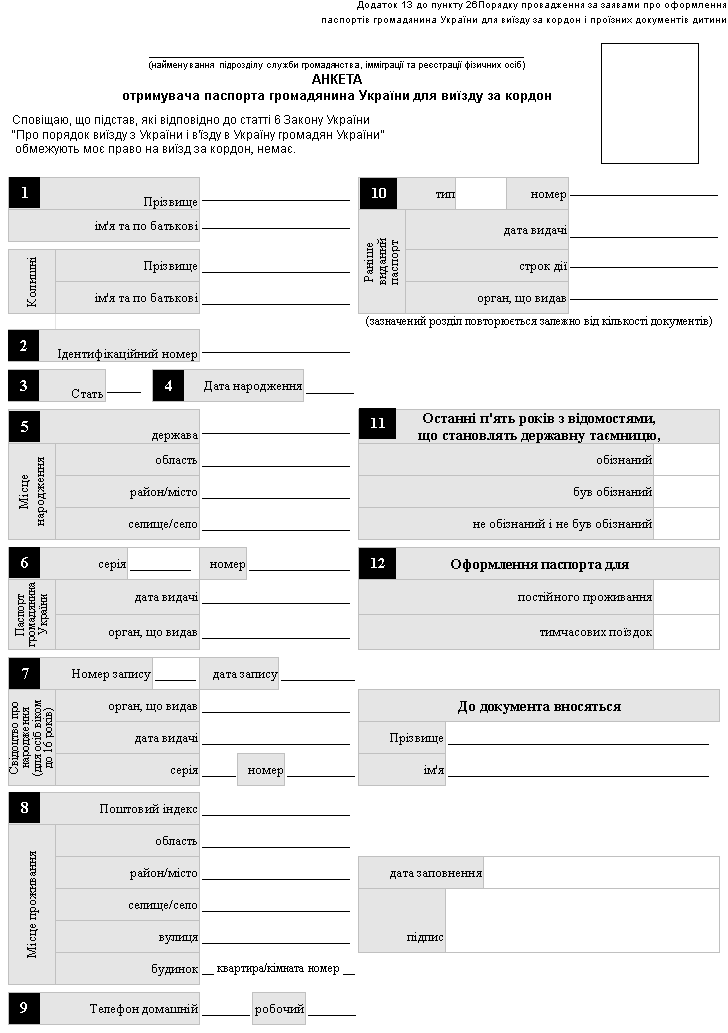 Додаток 13 до пункту 26Порядку провадження за заявами про оформлення
паспортів громадянина України для виїзду за кордон і проїзних документів дитини
(найменування підрозділу служби громадянства, імміграції та реєстрації фізичних осіб)
АНКЕТА
отримувача паспорта громадянина України для виїзду за кордон
Сповіщаю, що підстав, які відповідно до статті 6 Закону України
"Про порядок виїзду з України і в'їзду в Україну громадян України"
обмежують моє право на виїзд за кордон, немає.
1
Прізвище
ім'я та по батькові
Колишні
Прізвище
ім'я та по батькові
2
Ідентифікаційний номер
3
Стать
4
Дата народження
5
держава
Місце
народження
область
район/місто
селище/село
6
серія
номер
Паспорт
громадянина
України
дата видачі
орган, що видав
7
Номер запису
дата запису
Свідоцтво про
народження
(для осіб віком
до 16 років)
орган, що видав
дата видачі
серія
номер
8
Поштовий індекс
Місце проживання
область
район/місто
селище/село
вулиця
будинок
квартира/кімната номер
9
Телефон домашній
робочий
10
тип
номер
Раніше
виданий
паспорт
дата видачі
строк дії
орган, що видав
(зазначений розділ повторюється залежно від кількості документів)
11
Останні п'ять років з відомостями,
що становлять державну таємницю,
обізнаний
був обізнаний
не обізнаний і не був обізнаний
12
Оформлення паспорта для
постійного проживання
тимчасових поїздок
До документа вносяться
Прізвище
ім'я
дата заповнення
підпис